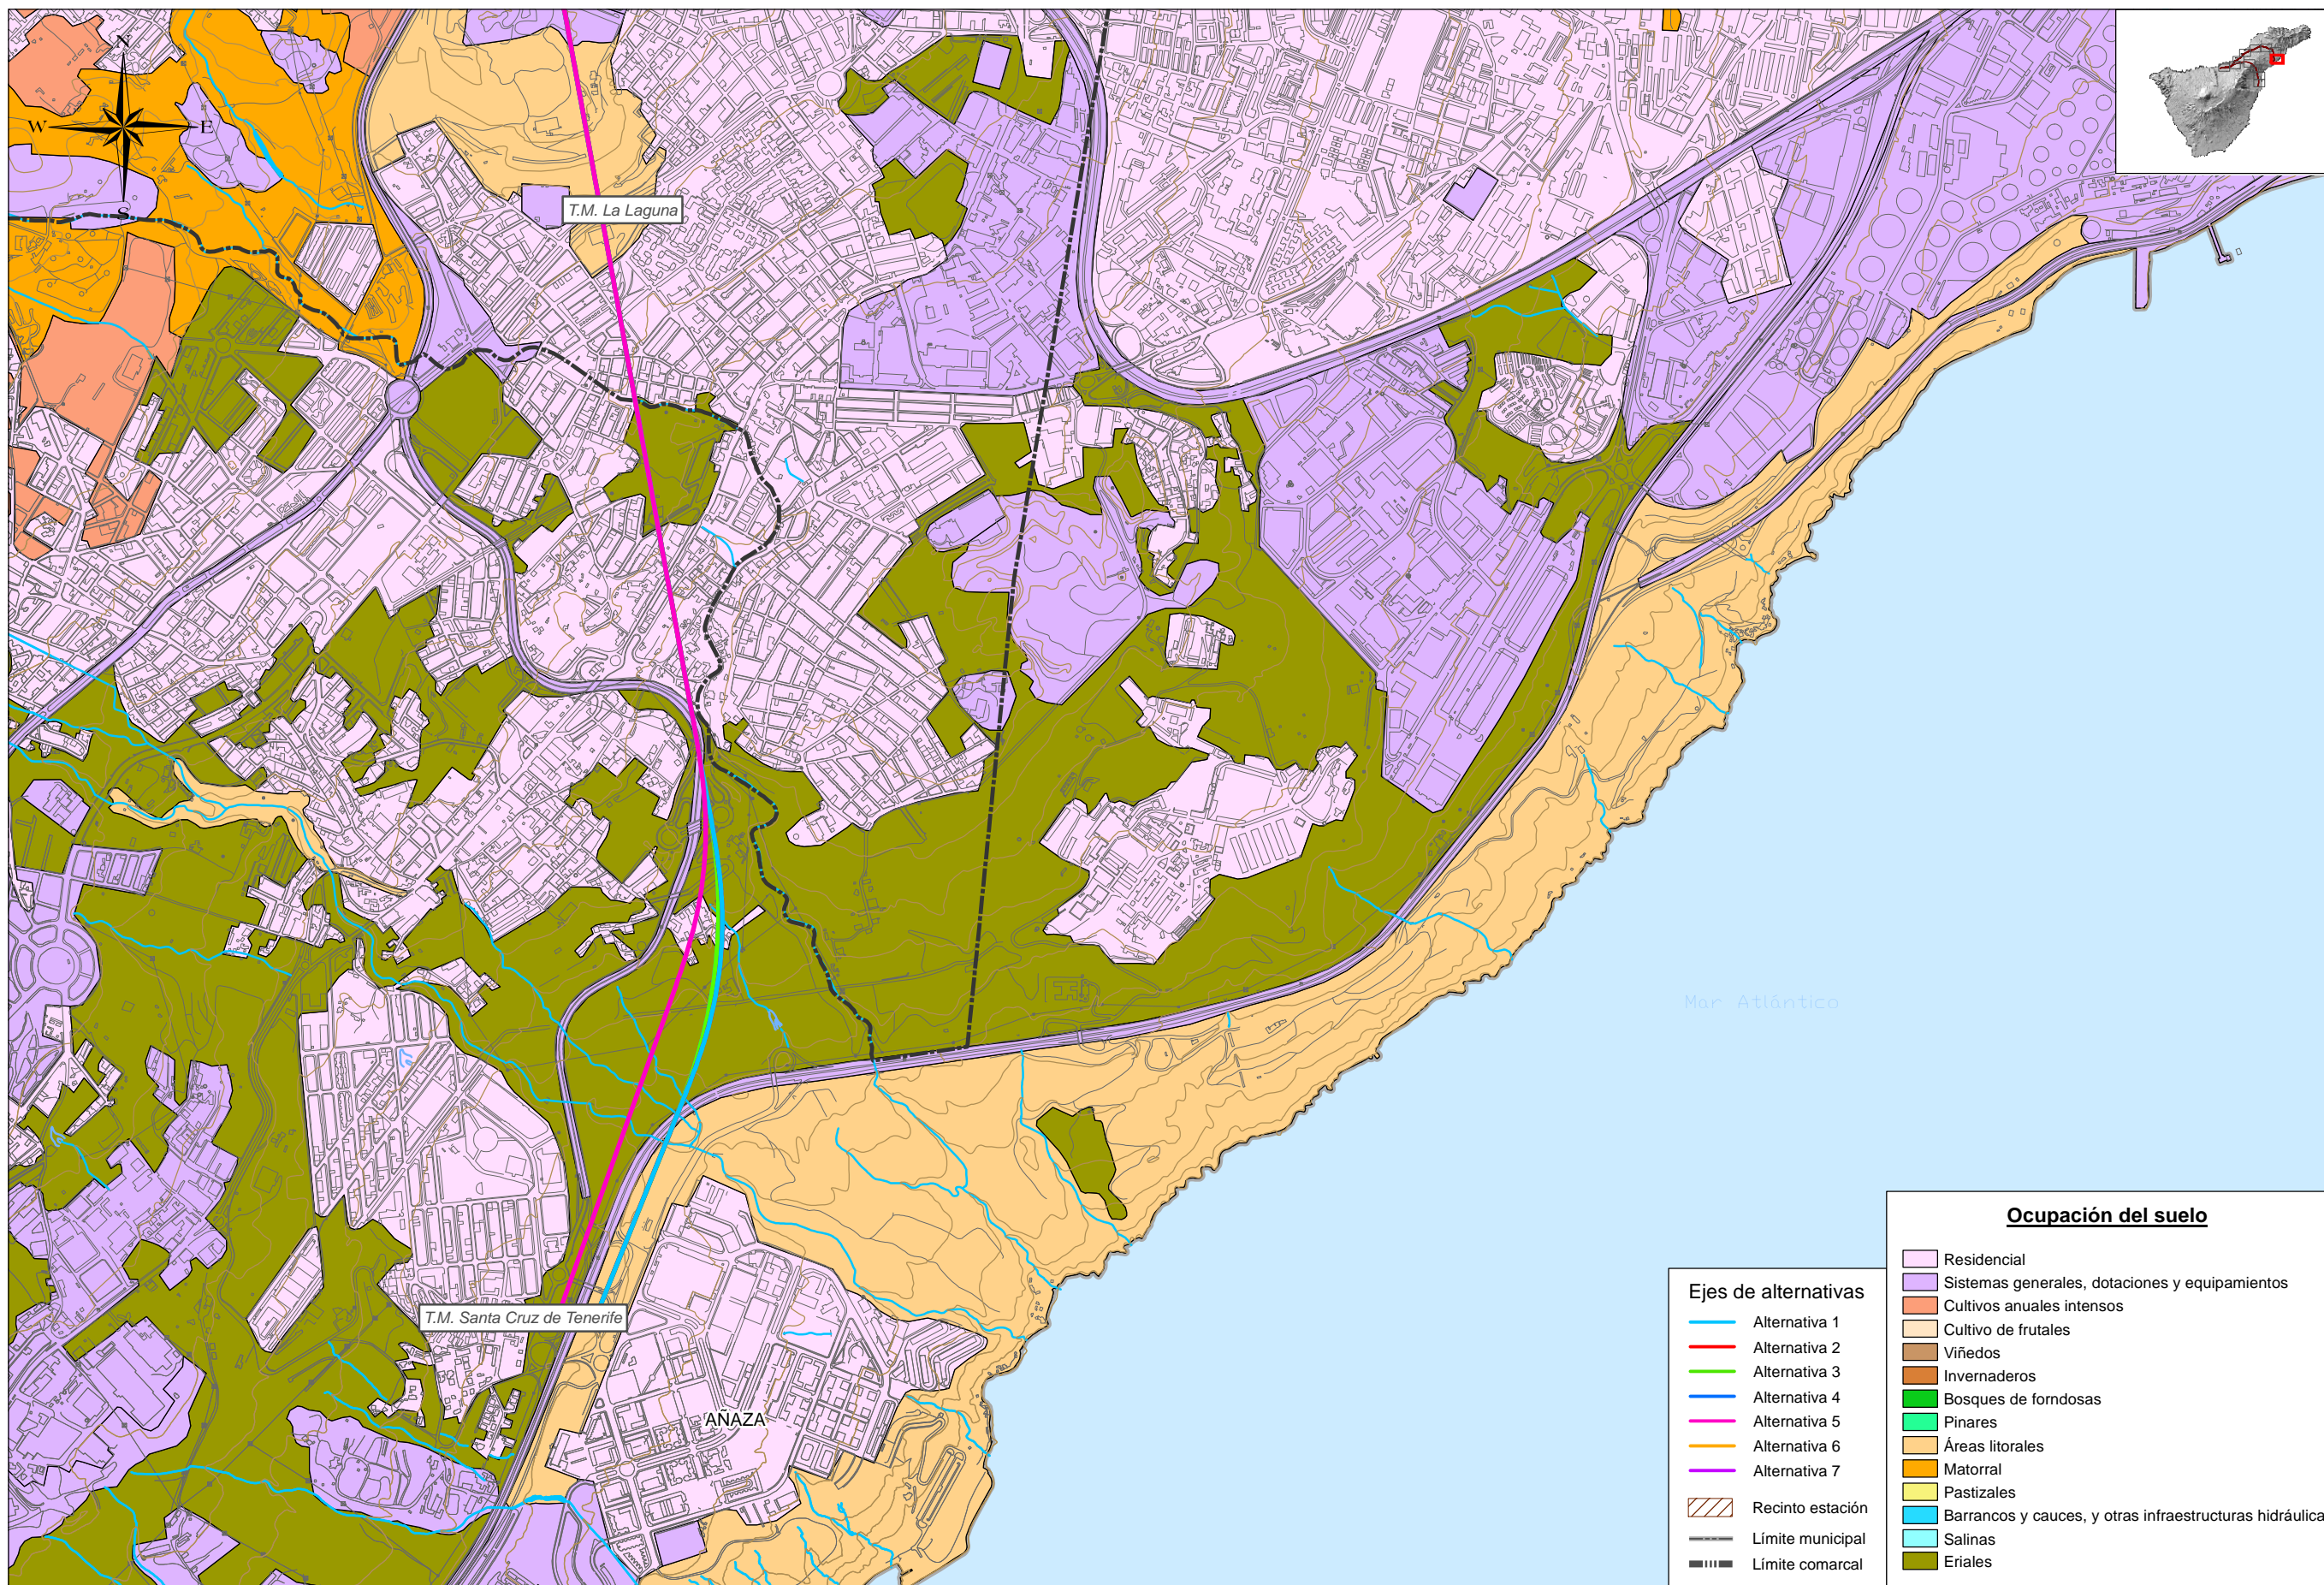 N
W
E
S
T.M. La Laguna
Mar Atlántico
T.M. Santa Cruz de Tenerife
AÑAZA
Ejes de alternativas
Alternativa 1
Alternativa 2
Alternativa 3
Alternativa 4
Alternativa 5
Alternativa 6
Alternativa 7
Recinto estación
Límite municipal
Límite comarcal
Ocupación del suelo
Residencial
Sistemas generales, dotaciones y equipamientos
Cultivos anuales intensos
Cultivo de frutales
Viñedos
Invernaderos
Bosques de forndosas
Pinares
Áreas litorales
Matorral
Pastizales
Barrancos y cauces, y otras infraestructuras hidráulica
Salinas
Eriales